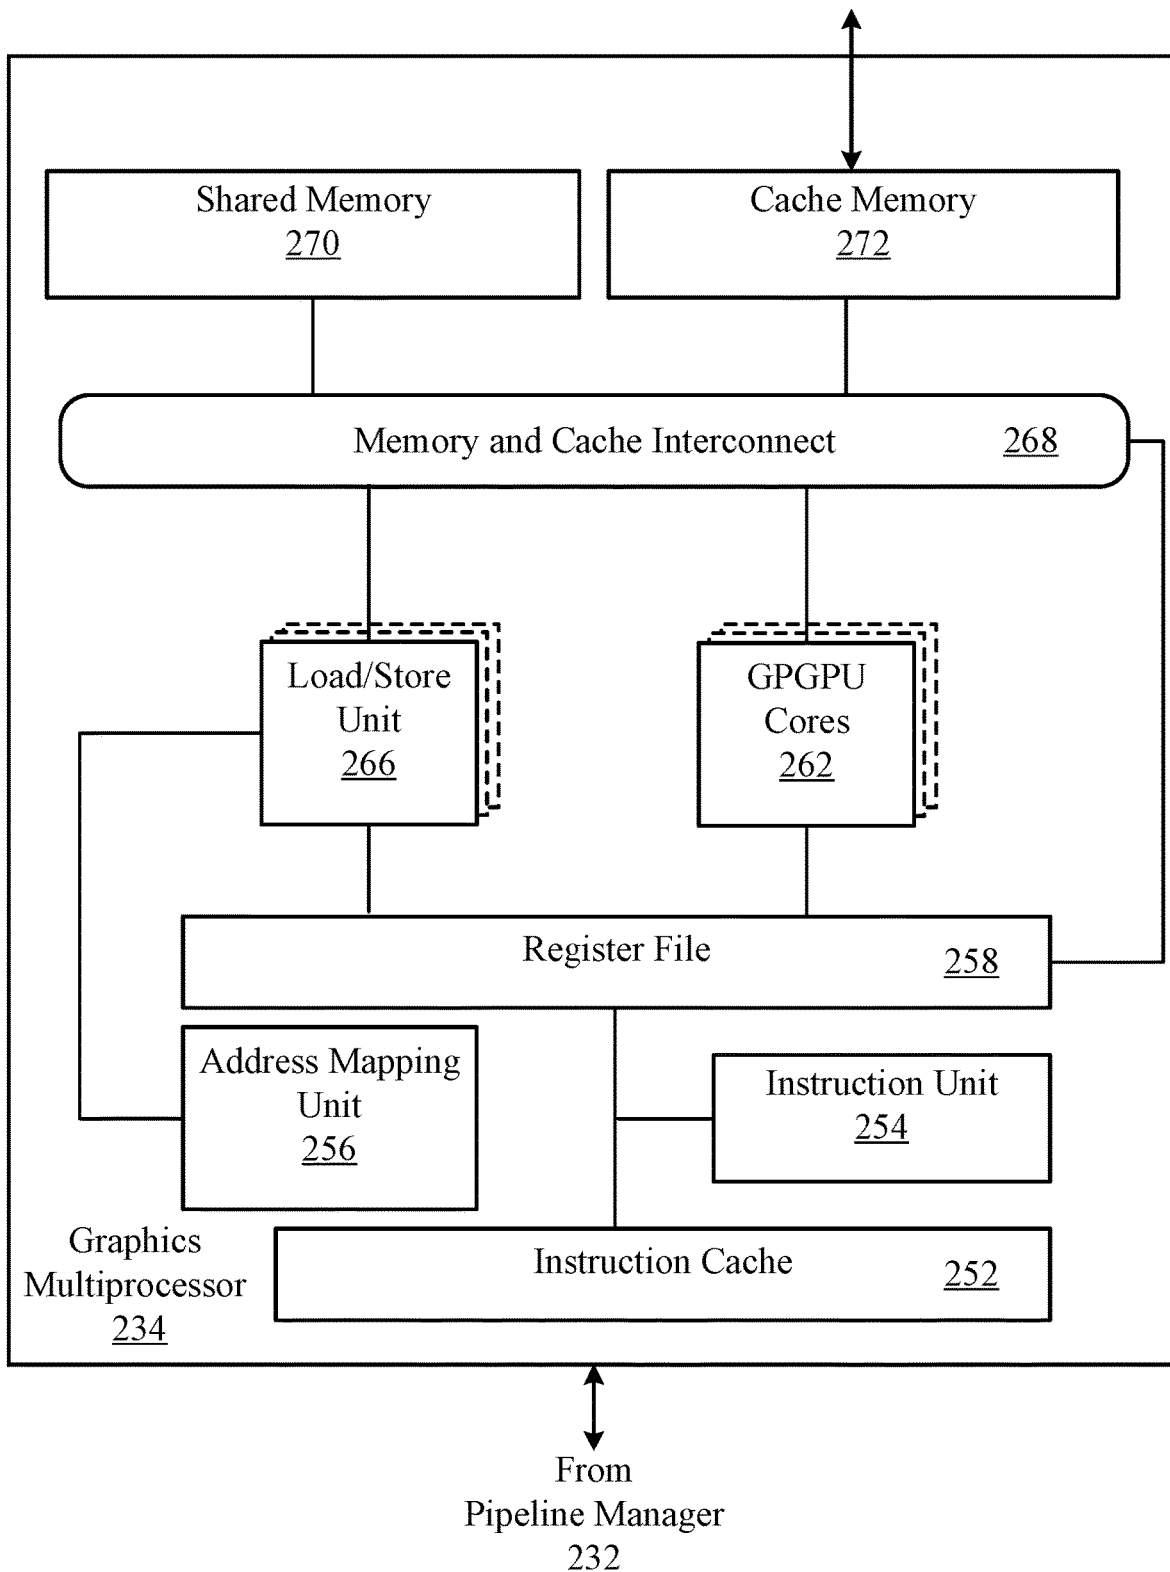 Shared Memory
270
Cache Memory
272
Memory and Cache Interconnect 268
Load/Store
Unit
266
GPGPU
Cores
262
Register File 258
Address Mapping
Unit
256
Instruction Unit
254
Graphics
Multiprocessor
234
Instruction Cache 252
From
Pipeline Manager
232